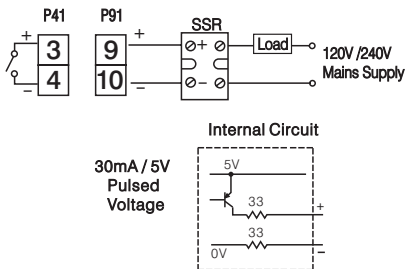 P41 P91
SSR
+ 3 9 + + Load 120V /240V
Mains Supply
− 4 10 − −
Internal Circuit
30mA / 5V
Pulsed
Voltage
5V
33 +
33
0V −